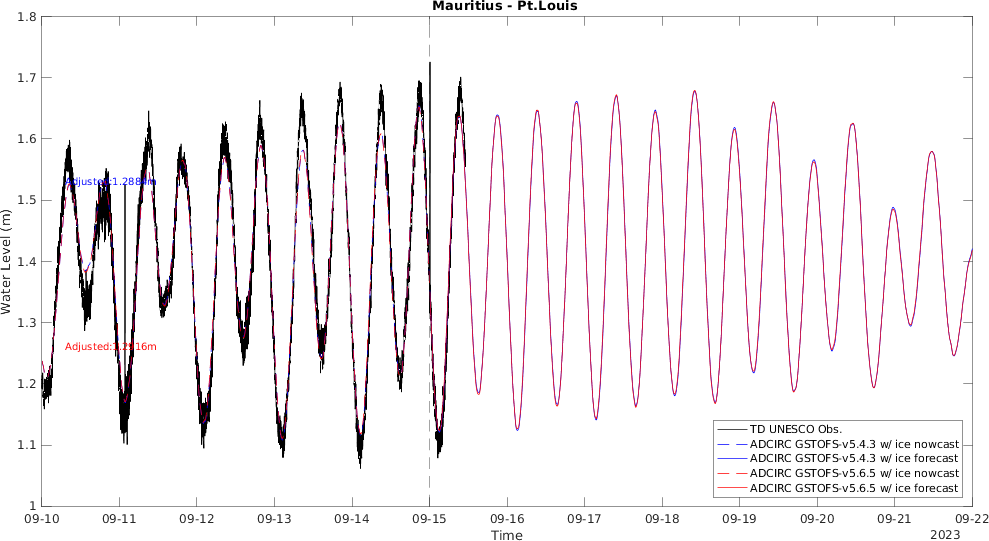 Mauritius - Pt.Louis
1.8
1.7
1.6
1.5
1.4
1.3
1.2
1
Water Level (m)
TD UNESCO Obs.
ADCIRC GSTOFS-v5.4.3 w/ ice nowcast
ADCIRC GSTOFS-v5.4.3 w/ ice forecast
ADCIRC GSTOFS-v5.6.5 w/ ice nowcast
ADCIRC GSTOFS-v5.6.5 w/ ice forecast
09-10 09-11 09-12 09-13 09-14 09-15 09-16 09-17 09-18 09-19 09-20 09-21 09-22
Time
2023
1.1